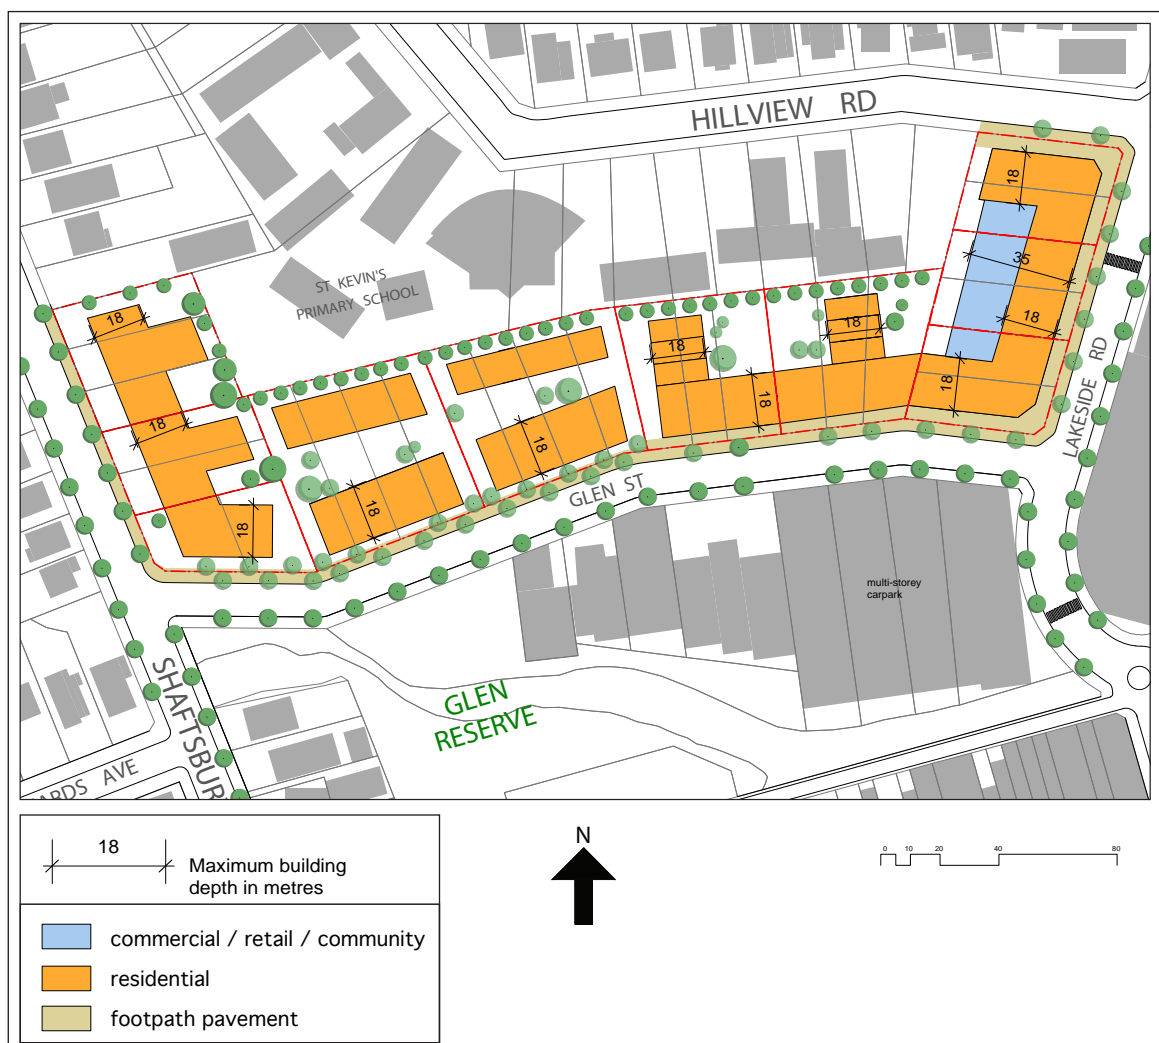 HILLVIEW RD
18
ST KEVIN'S
PRIMARY SCHOOL
35
18
18
18
18
18
LAKESIDE RD
18
18
18
18
GLEN ST
18
18
multi-storey
carpark
SHAFTSBUR
GLEN
RESERVE
ARDS AVE
18
Maximum building
depth in metres
N
0 10 20 40 80
commercial / retail / community
residential
footpath pavement